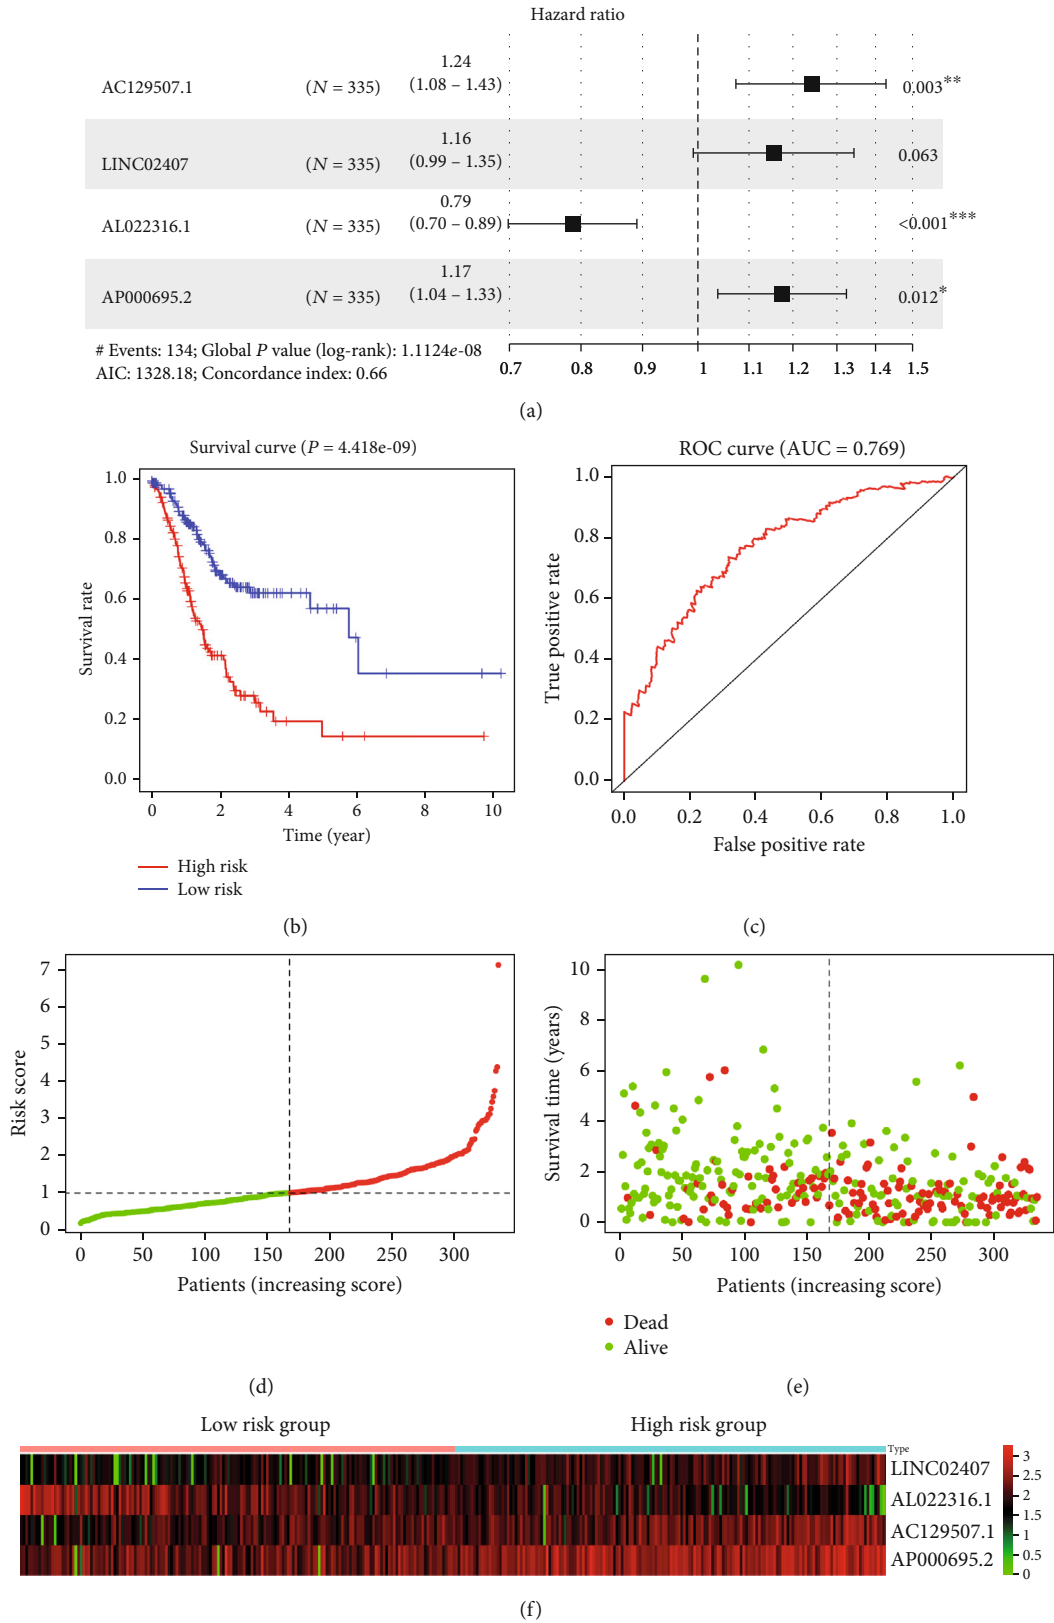 Hazard ratio
AC129507.1 (N = 335) 1.24 (1.08 – 1.43) 0.003**
LINC02407 (N = 335) 1.16 (0.99 – 1.35) 0.063
AL022316.1 (N = 335) 0.79 (0.70 – 0.89) <0.001***
AP000695.2 (N = 335) 1.17 (1.04 – 1.33) 0.012*
# Events: 134; Global P value (log-rank): 1.1124e-08
AIC: 1328.18; Concordance index: 0.66
0.7 0.8 0.9 1 1.1 1.2 1.3 1.4 1.5
(a)
Survival curve (P = 4.418e-09)
Survival rate
1.0
0.8
0.6
0.4
0.2
0.0
0 2 4 6 8 10
Time (year)
High risk
Low risk
(b)
ROC curve (AUC = 0.769)
True positive rate
1.0
0.8
0.6
0.4
0.2
0.0
0.0 0.2 0.4 0.6 0.8 1.0
False positive rate
(c)
Risk score
7
6
5
4
3
2
1
0
0 50 100 150 200 250 300
Patients (increasing score)
(d)
Survival time (years)
10
8
6
4
2
0
0 50 100 150 200 250 300
Patients (increasing score)
Dead
Alive
(e)
Low risk group High risk group
Type
LINC02407
AL022316.1
AC129507.1
AP000695.2
3
2.5
2
1.5
1
0.5
0
(f)